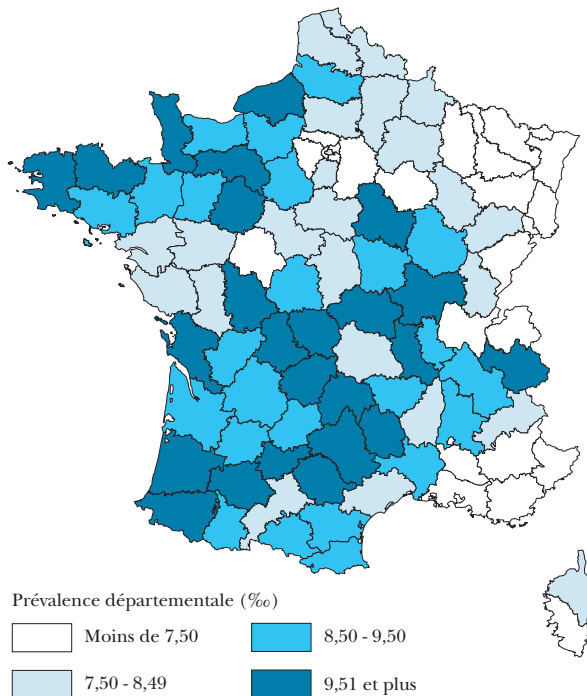 Prévalence départementale (‰)
Moins de 7,50
8,50 - 9,50
7,50 - 8,49
9,51 et plus